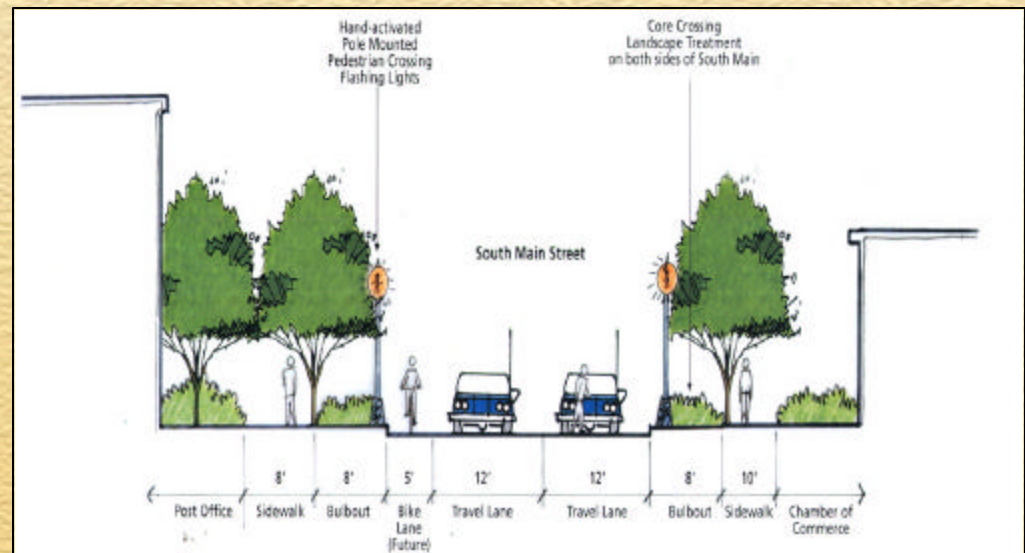 Hand-activated
Pole Mounted
Pedestrian Crossing
Flashing Lights
Core Crossing
Landscape Treatment
on both sides of South Main
South Main Street
8' 8' 5' 12' 12' 8' 10'
Post Office Sidewalk Bulbout Bike Travel Lane Travel Lane Bulbout Sidewalk Chamber of
Lane Commerce
(Future)